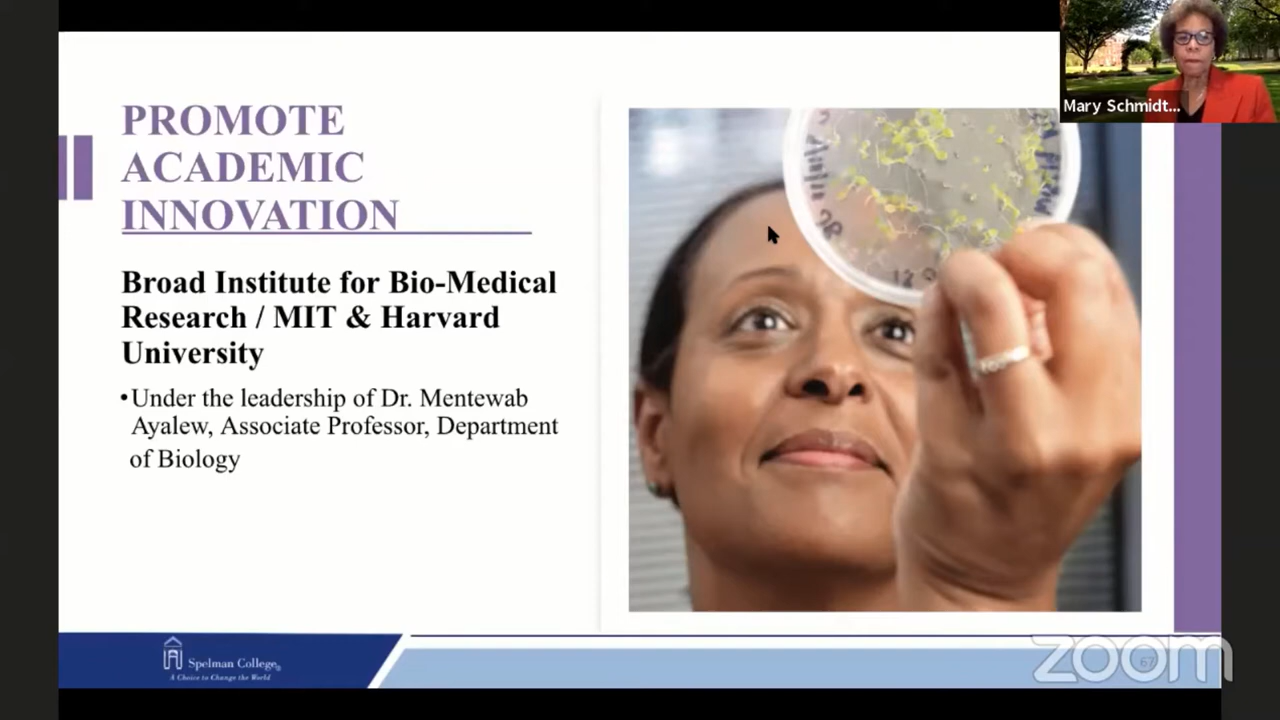 PROMOTE
ACADEMIC
INNOVATION
Broad Institute for Bio-Medical
Research / MIT & Harvard
University
•Under the leadership of Dr. Mentewab
Ayalew, Associate Professor, Department
of Biology
Mary Schmidt...
Spelman College®
A Choice to Change the World
67
zoom